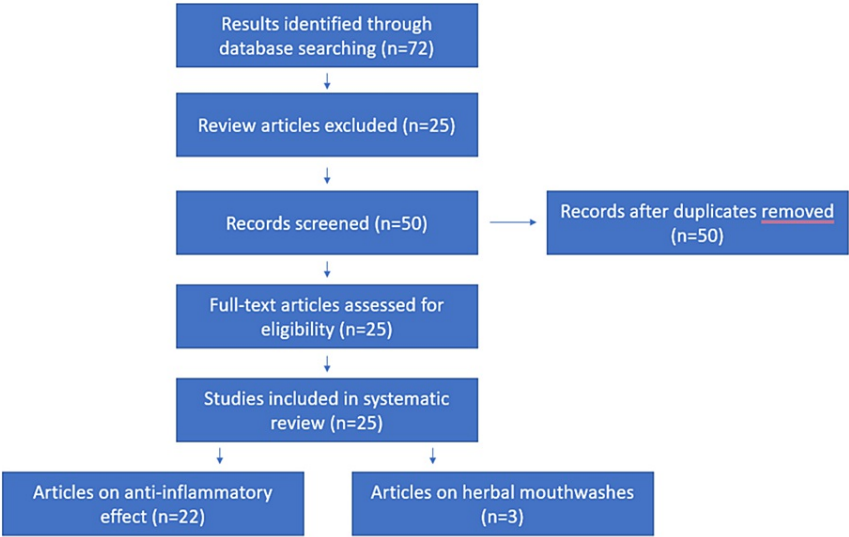 Results identified through
database searching (n=72)
Review articles excluded (n=25)
Records screened (n=50)
Records after duplicates removed
(n=50)
Full-text articles assessed for
eligibility (n=25)
Studies included in systematic
review (n=25)
Articles on anti-inflammatory
effect (n=22)
Articles on herbal mouthwashes
(n=3)